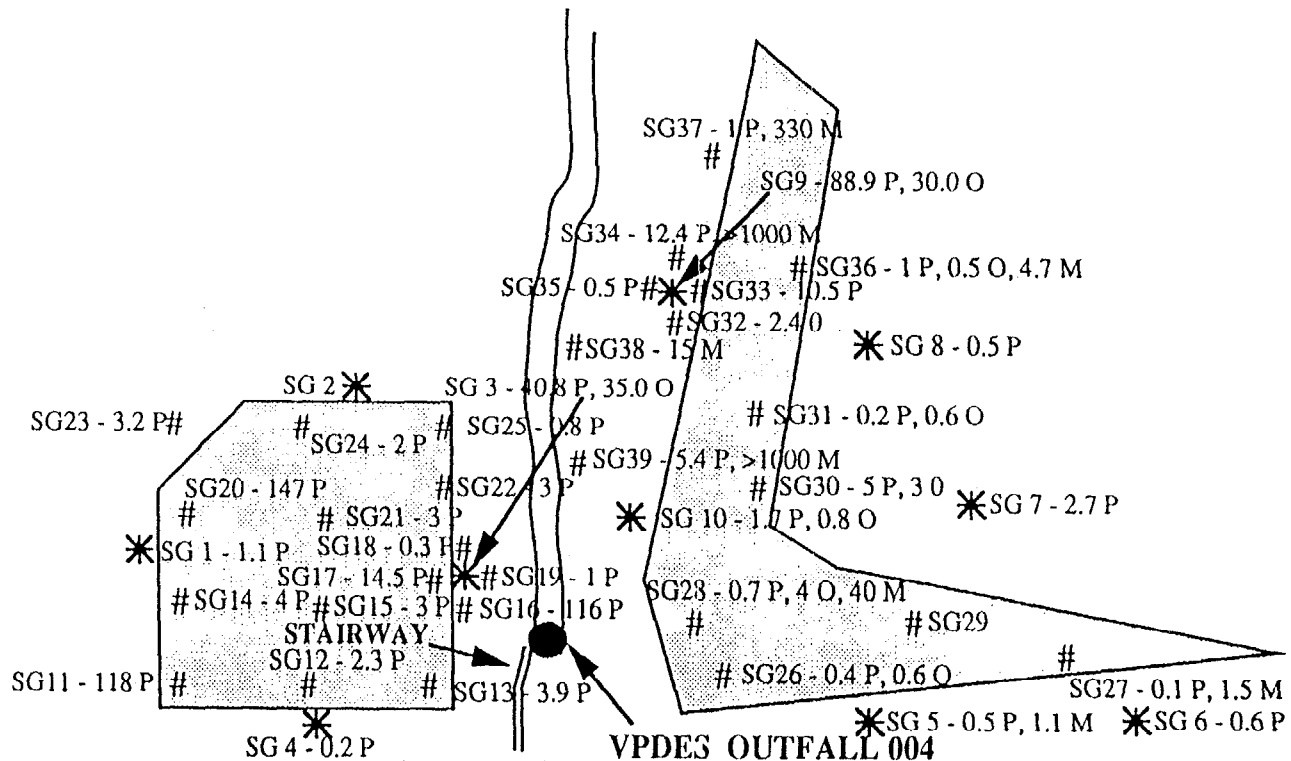 SG37 - 1 P, 330 M
SG9 - 88.9 P, 30.0 O
SG34 - 12.4 P, >1000 M
SG36 - 1 P, 0.5 O, 4.7 M
SG35 - 0.5 P
SG33 - 10.5 P
SG32 - 2.4 0
SG38 - 15 M
SG 8 - 0.5 P
SG 2
SG 3 - 40.8 P, 35.0 O
SG23 - 3.2 P
SG24 - 2 P
SG25 - 0.8 P
SG31 - 0.2 P, 0.6 O
SG39 - 5.4 P, >1000 M
SG20 - 147 P
SG22 - 3 P
SG30 - 5 P, 3 0
SG21 - 3 P
SG 10 - 1.7 P, 0.8 O
SG 7 - 2.7 P
SG 1 - 1.1 P
SG18 - 0.3 P
SG17 - 14.5 P
SG19 - 1 P
SG28 - 0.7 P, 4 O, 40 M
SG14 - 4 P
SG15 - 3 P
SG16 - 116 P
SG29
STAIRWAY
SG12 - 2.3 P
SG11 - 118 P
SG13 - 3.9 P
SG26 - 0.4 P, 0.6 O
SG27 - 0.1 P, 1.5 M
SG 5 - 0.5 P, 1.1 M
SG 6 - 0.6 P
SG 4 - 0.2 P
VPDES OUTFALL 004